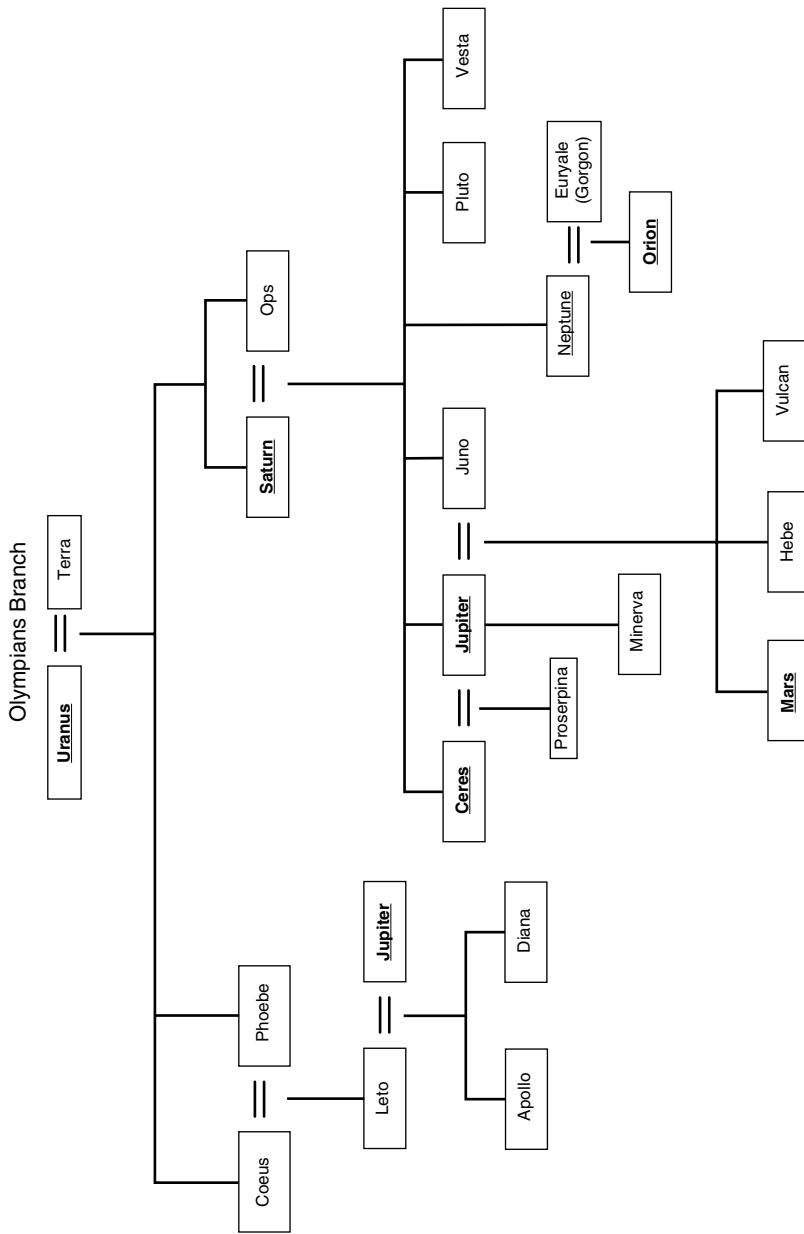 Olympians Branch
Uranus
Terra
Coeus
Phoebe
Saturn
Ops
Leto
Jupiter
Ceres
Jupiter
Juno
Pluto
Vesta
Apollo
Diana
Proserpina
Neptune
Euryale
(Gorgon)
Minerva
Orion
Mars
Hebe
Vulcan